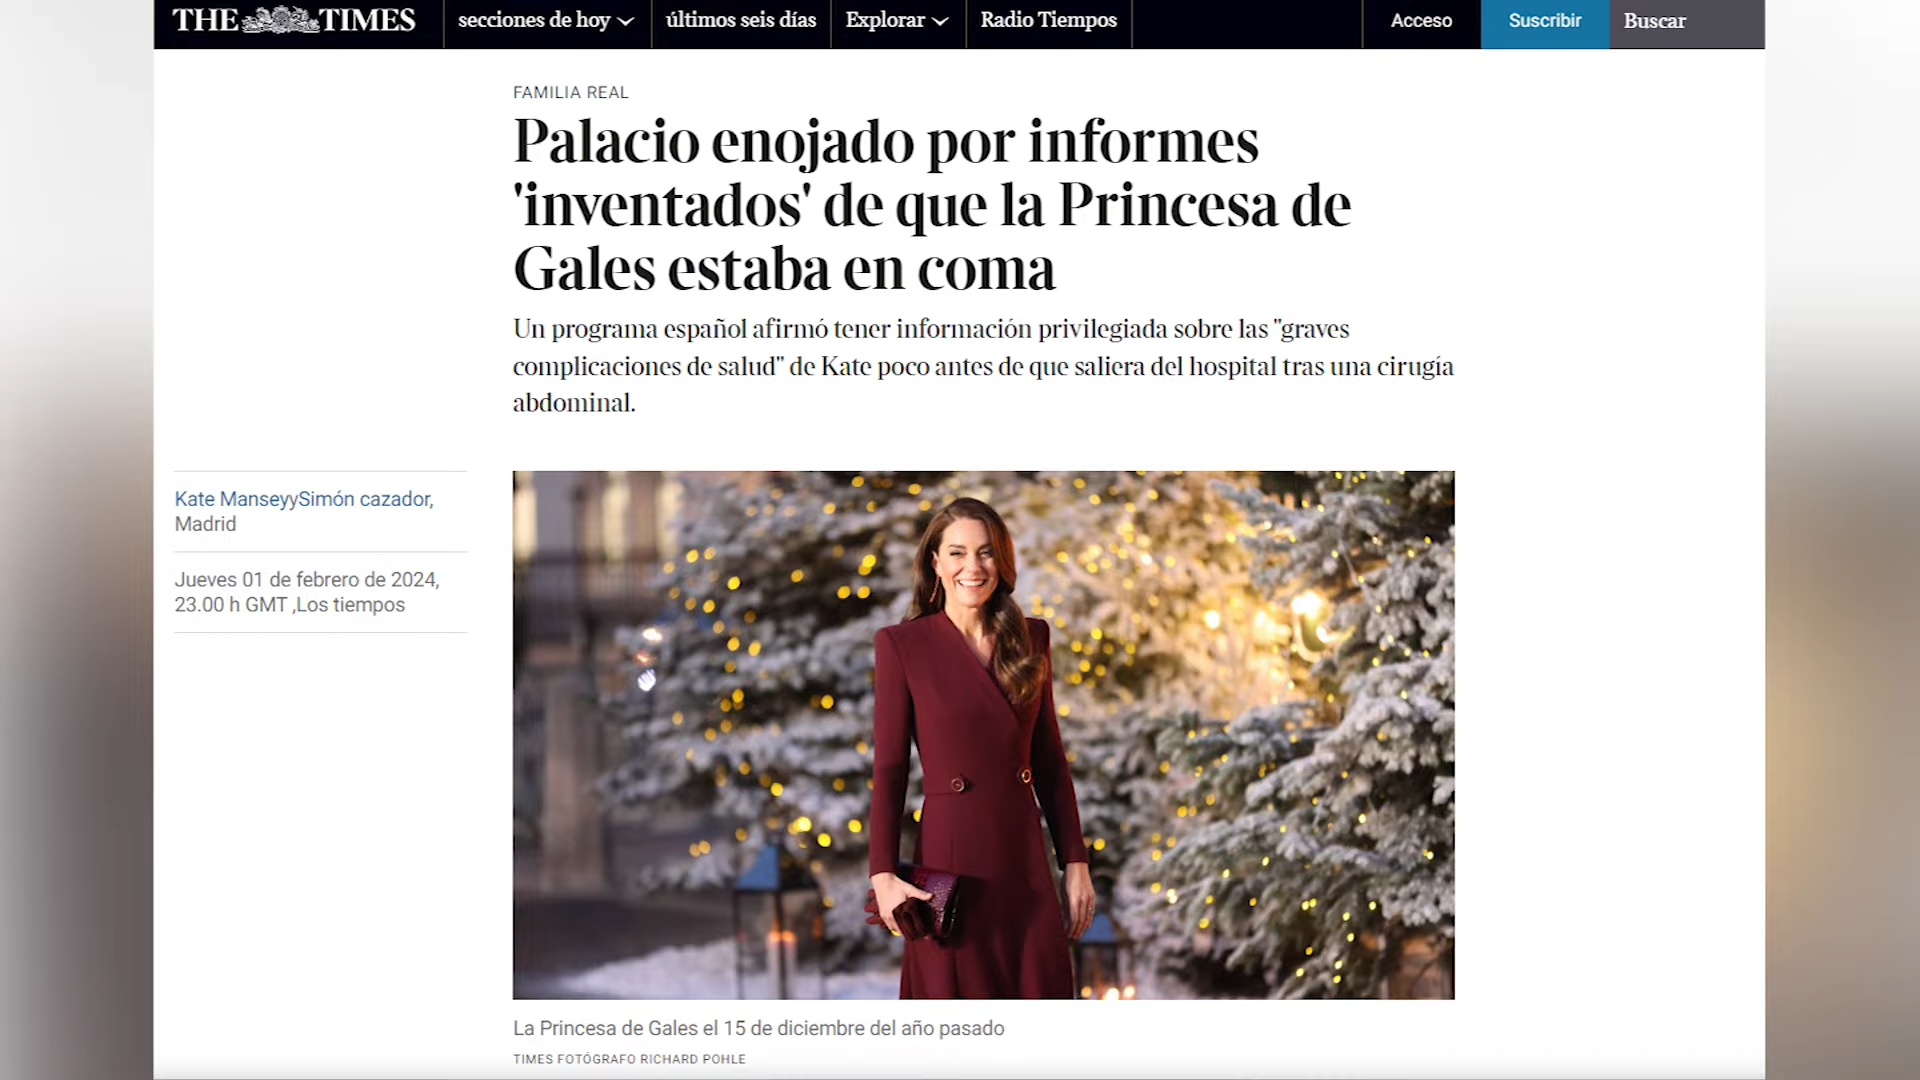 THE TIMES
secciones de hoy
últimos seis días
Explorar
Radio Tiempos
Acceso
Suscribir
Buscar
FAMILIA REAL
Palacio enojado por informes
'inventados' de que la Princesa de
Gales estaba en coma
Un programa español afirmó tener información privilegiada sobre las "graves
complicaciones de salud" de Kate poco antes de que saliera del hospital tras una cirugía
abdominal.
Kate ManseyySimón cazador,
Madrid
Jueves 01 de febrero de 2024,
23.00 h GMT ,Los tiempos
La Princesa de Gales el 15 de diciembre del año pasado
TIMES FOTÓGRAFO RICHARD POHLE